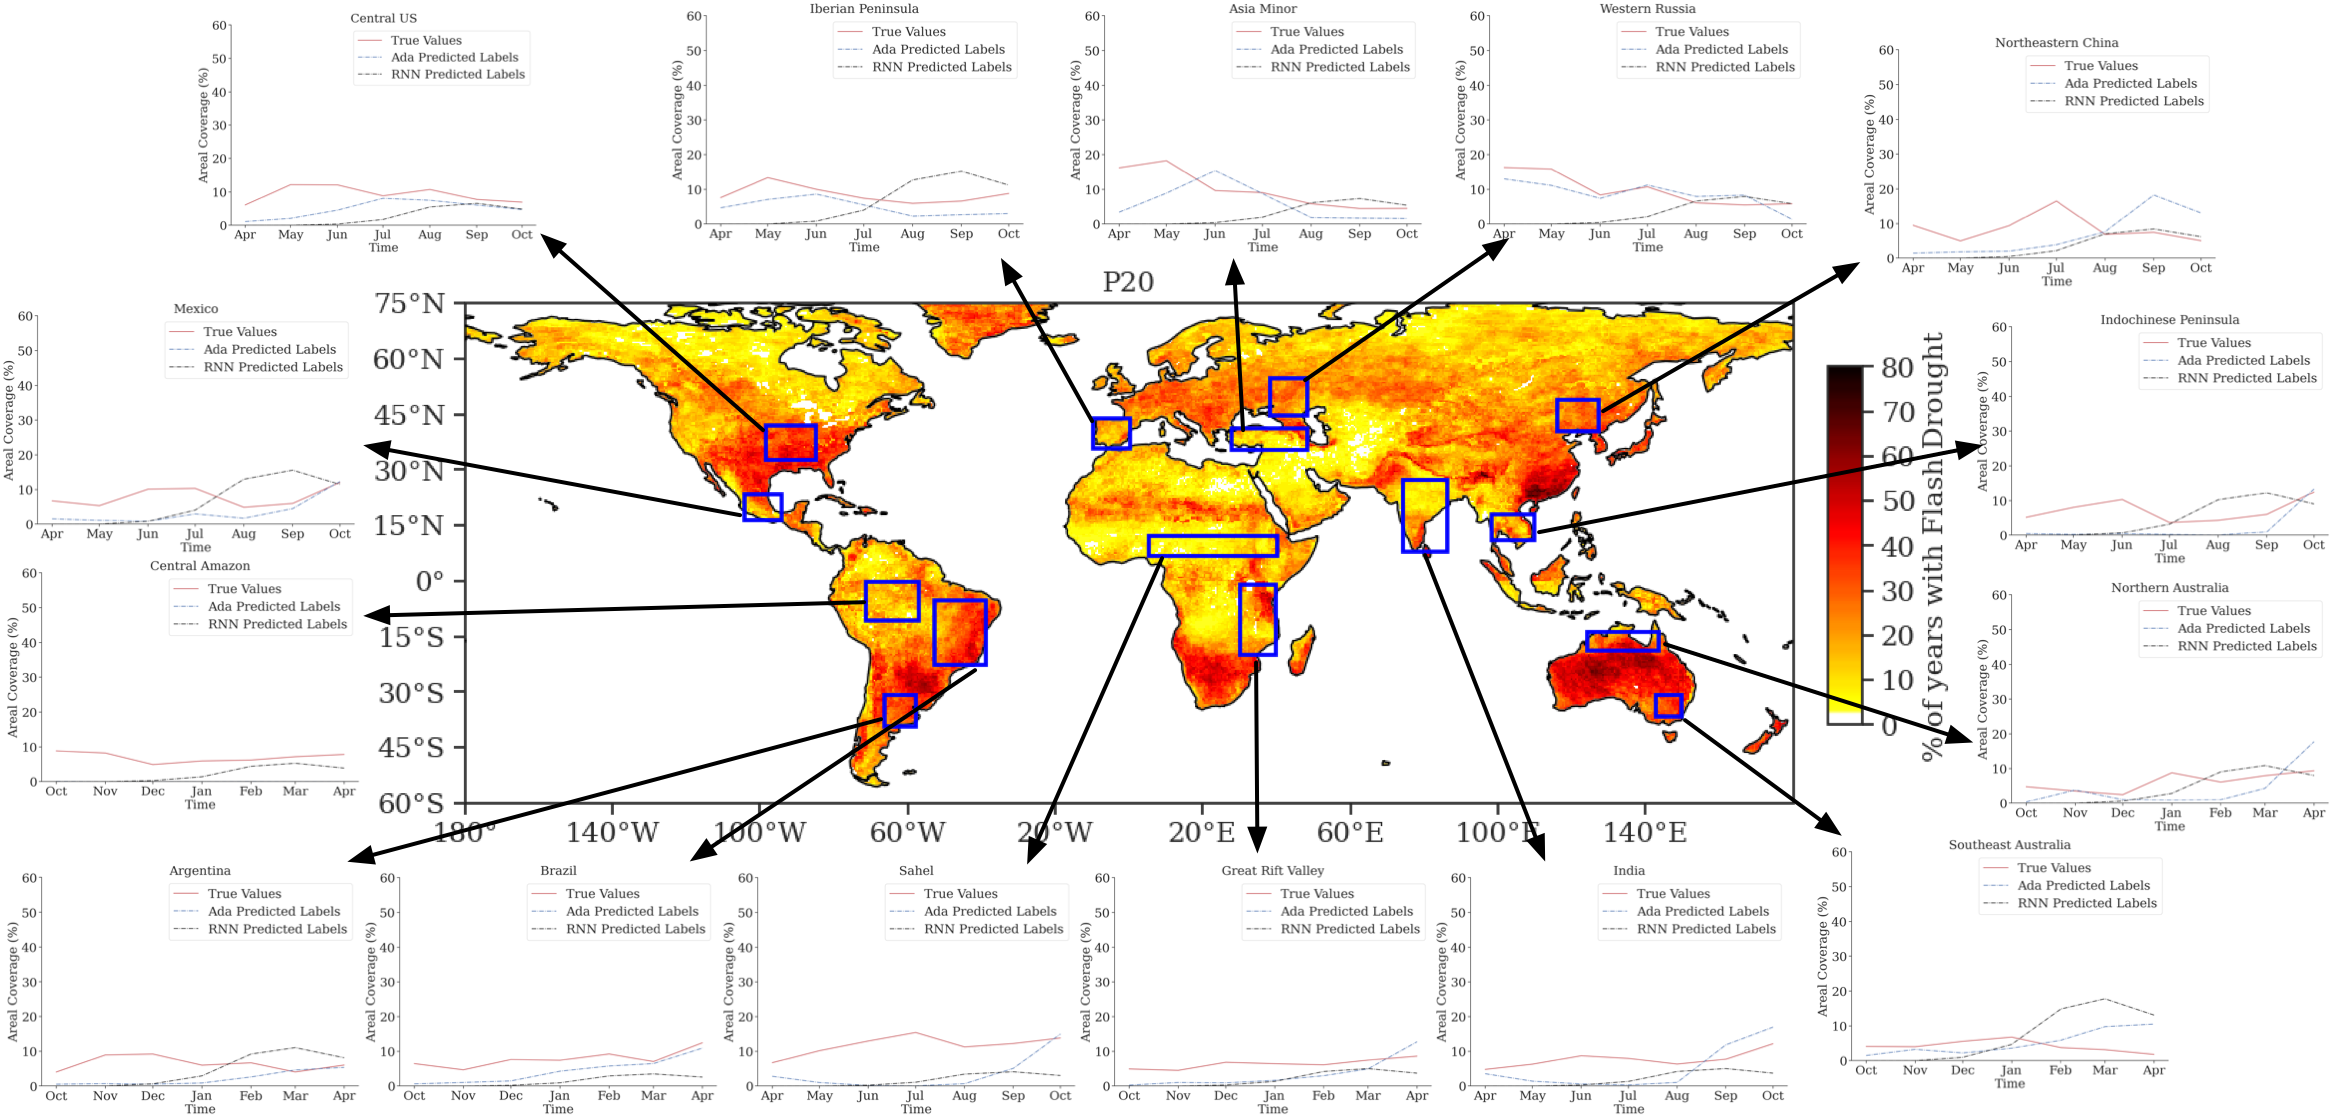 Central US
True Values
Ada Predicted Labels
RNN Predicted Labels
Areal Coverage (%)
60
50
40
30
20
10
0
Apr May Jun Jul Aug Sep Oct
Time
Iberian Peninsula
True Values
Ada Predicted Labels
RNN Predicted Labels
Areal Coverage (%)
60
50
40
30
20
10
0
Apr May Jun Jul Aug Sep Oct
Time
Asia Minor
True Values
Ada Predicted Labels
RNN Predicted Labels
Areal Coverage (%)
60
50
40
30
20
10
0
Apr May Jun Jul Aug Sep Oct
Time
Western Russia
True Values
Ada Predicted Labels
RNN Predicted Labels
Areal Coverage (%)
60
50
40
30
20
10
0
Apr May Jun Jul Aug Sep Oct
Time
Northeastern China
True Values
Ada Predicted Labels
RNN Predicted Labels
Areal Coverage (%)
60
50
40
30
20
10
0
Apr May Jun Jul Aug Sep Oct
Time
Mexico
True Values
Ada Predicted Labels
RNN Predicted Labels
Areal Coverage (%)
60
50
40
30
20
10
0
Apr May Jun Jul Aug Sep Oct
Time
P20
75°N
60°N
45°N
30°N
15°N
0°
15°S
30°S
45°S
60°S
180° 140°W 100°W 60°W 20°W 20°E 60°E 100°E 140°E
80
70
60
50
40
30
20
10
0
% of years with Flash Drought
Indochinese Peninsula
True Values
Ada Predicted Labels
RNN Predicted Labels
Areal Coverage (%)
60
50
40
30
20
10
0
Apr May Jun Jul Aug Sep Oct
Time
Central Amazon
True Values
Ada Predicted Labels
RNN Predicted Labels
Areal Coverage (%)
60
50
40
30
20
10
0
Oct Nov Dec Jan Feb Mar Apr
Time
Northern Australia
True Values
Ada Predicted Labels
RNN Predicted Labels
Areal Coverage (%)
60
50
40
30
20
10
0
Oct Nov Dec Jan Feb Mar Apr
Time
Argentina
True Values
Ada Predicted Labels
RNN Predicted Labels
Areal Coverage (%)
60
50
40
30
20
10
0
Oct Nov Dec Jan Feb Mar Apr
Time
Brazil
True Values
Ada Predicted Labels
RNN Predicted Labels
Areal Coverage (%)
60
50
40
30
20
10
0
Oct Nov Dec Jan Feb Mar Apr
Time
Sahel
True Values
Ada Predicted Labels
RNN Predicted Labels
Areal Coverage (%)
60
50
40
30
20
10
0
Apr May Jun Jul Aug Sep Oct
Time
Great Rift Valley
True Values
Ada Predicted Labels
RNN Predicted Labels
Areal Coverage (%)
60
50
40
30
20
10
0
Oct Nov Dec Jan Feb Mar Apr
Time
India
True Values
Ada Predicted Labels
RNN Predicted Labels
Areal Coverage (%)
60
50
40
30
20
10
0
Apr May Jun Jul Aug Sep Oct
Time
Southeast Australia
True Values
Ada Predicted Labels
RNN Predicted Labels
Areal Coverage (%)
60
50
40
30
20
10
0
Oct Nov Dec Jan Feb Mar Apr
Time